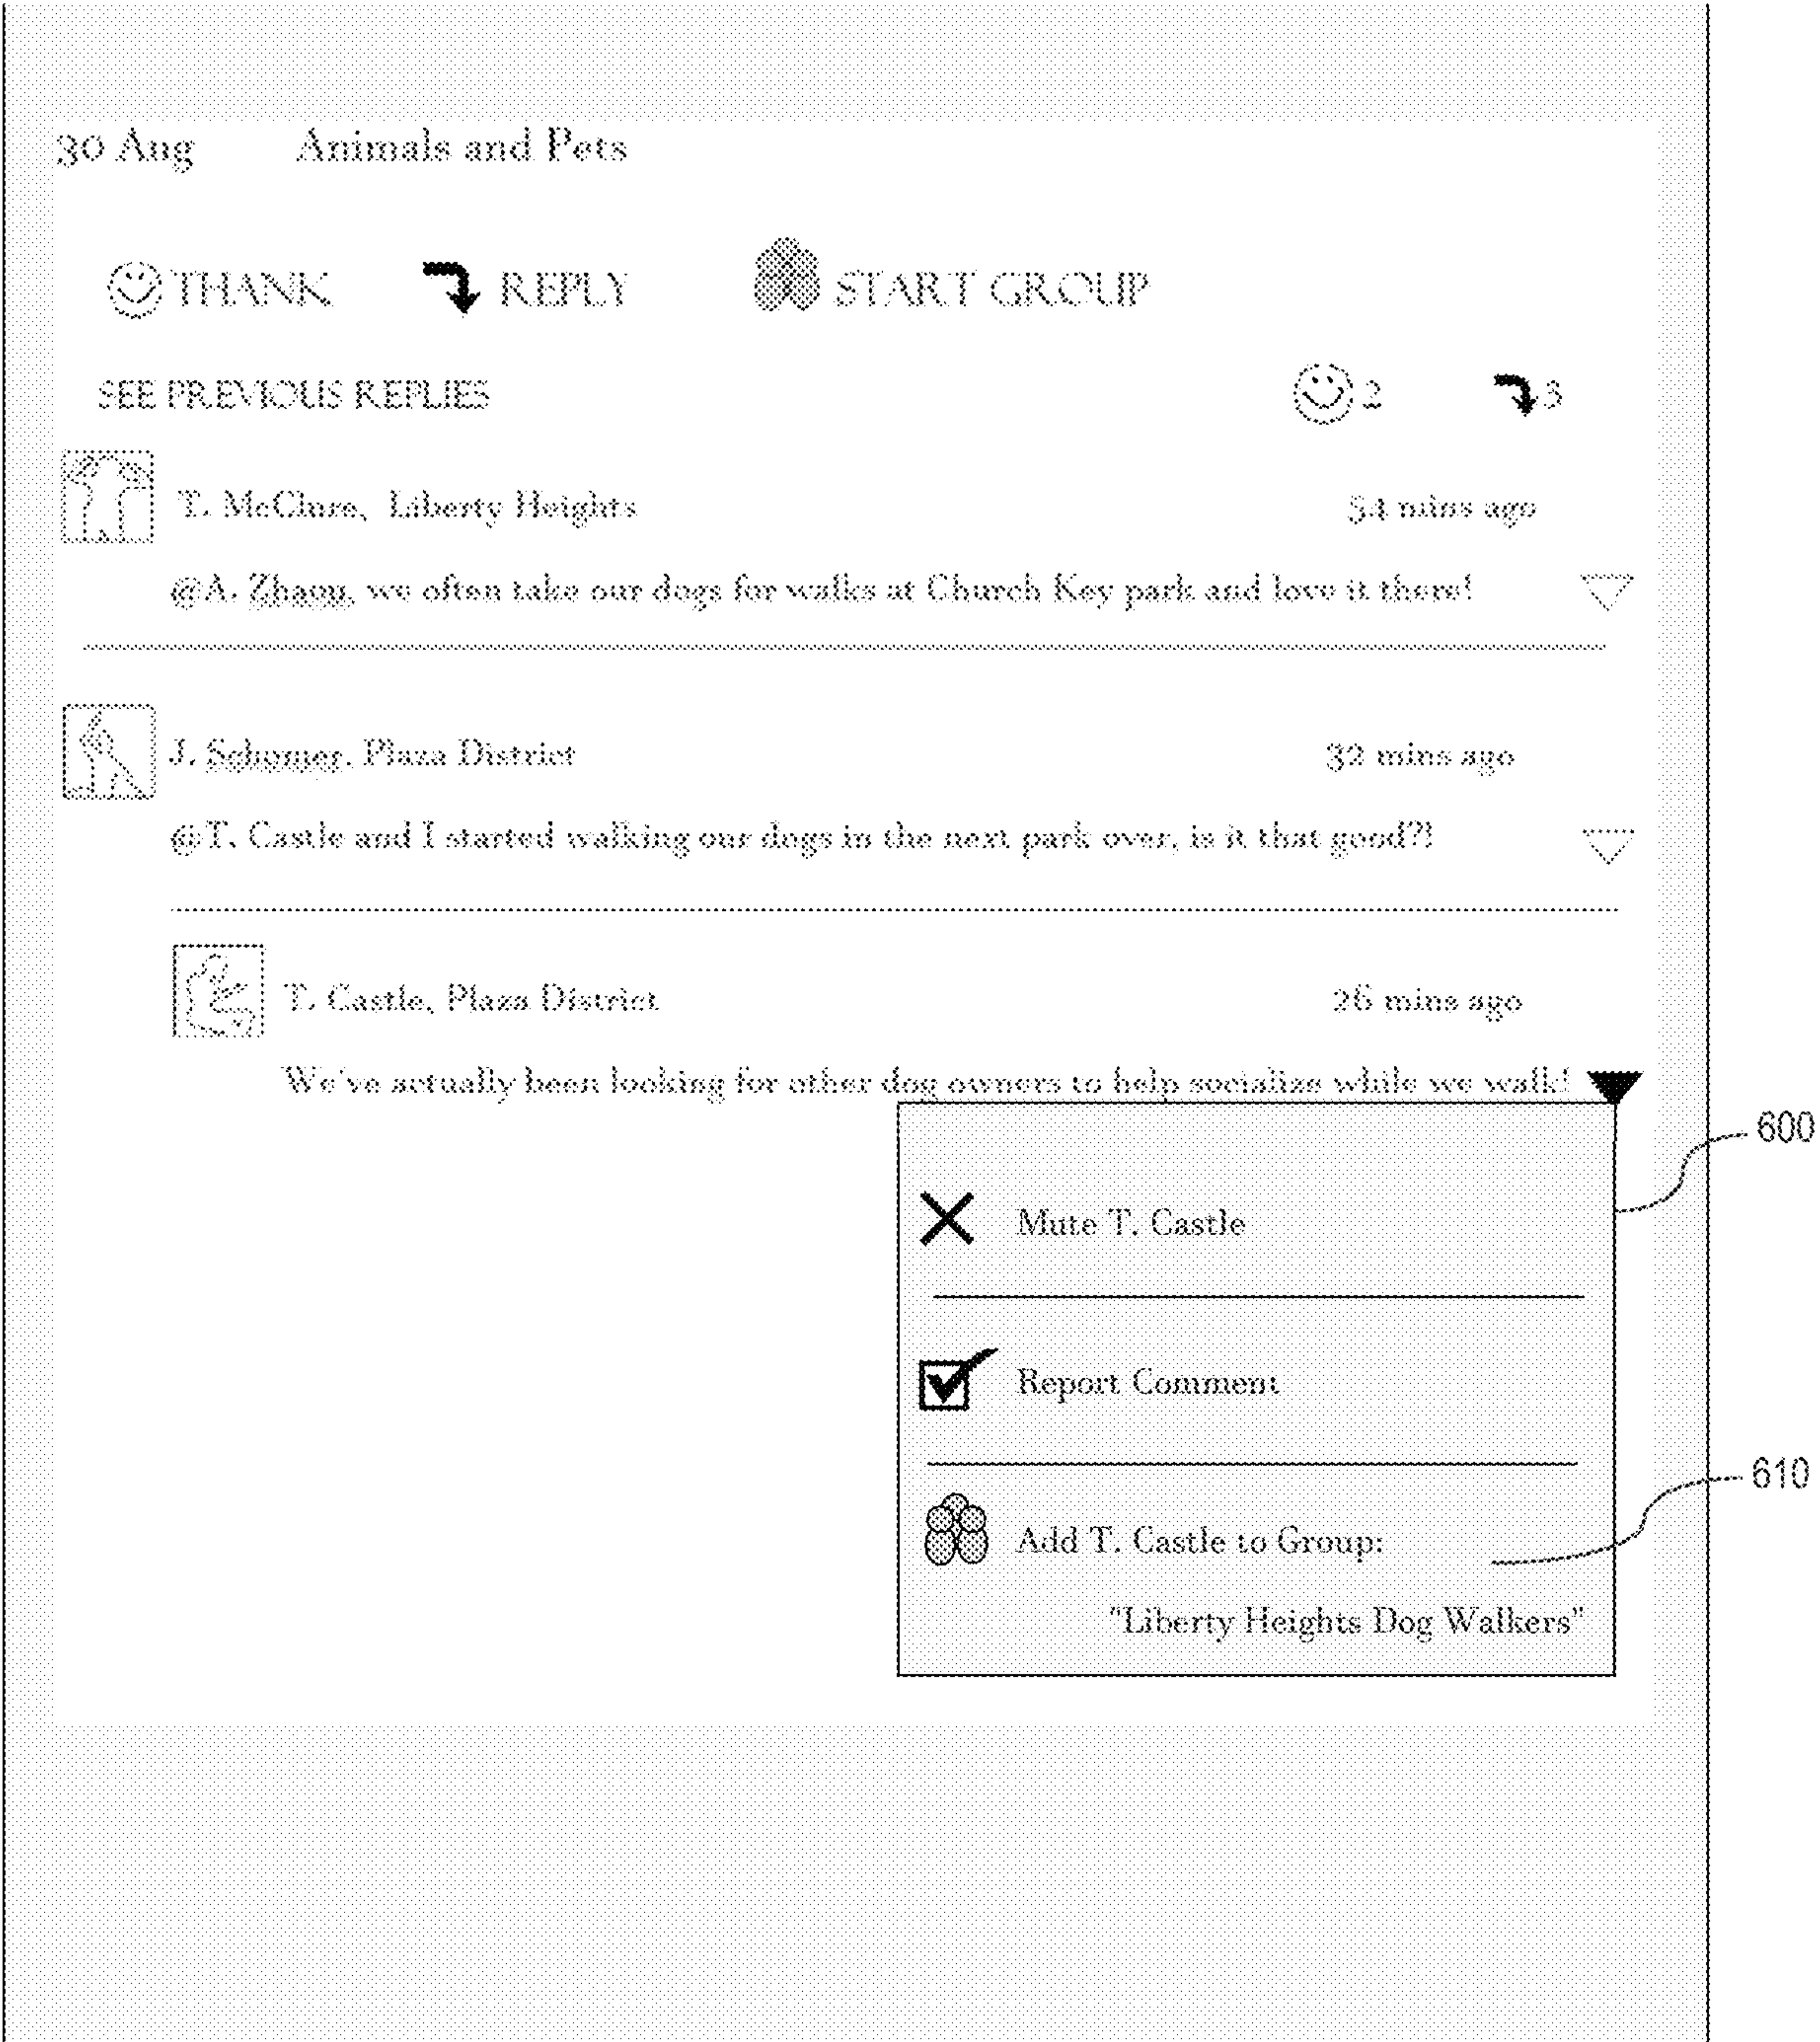 30 Aug Animals and Pets
THANK REPLY START GROUP
SEE PREVIOUS REPLIES 2 3
T. McClure, Liberty Heights 34 mins ago
@A. Zhaou, we often take our dogs for walks at Church Key park and love it there!
J. Schomer, Plaza District 32 mins ago
@T. Castle and I started walking our dogs in the next park over, is it that good?!
T. Castle, Plaza District 26 mins ago
We've actually been looking for other dog owners to help socialize while we walk!
600
Mute T. Castle
Report Comment
610
Add T. Castle to Group:
"Liberty Heights Dog Walkers"